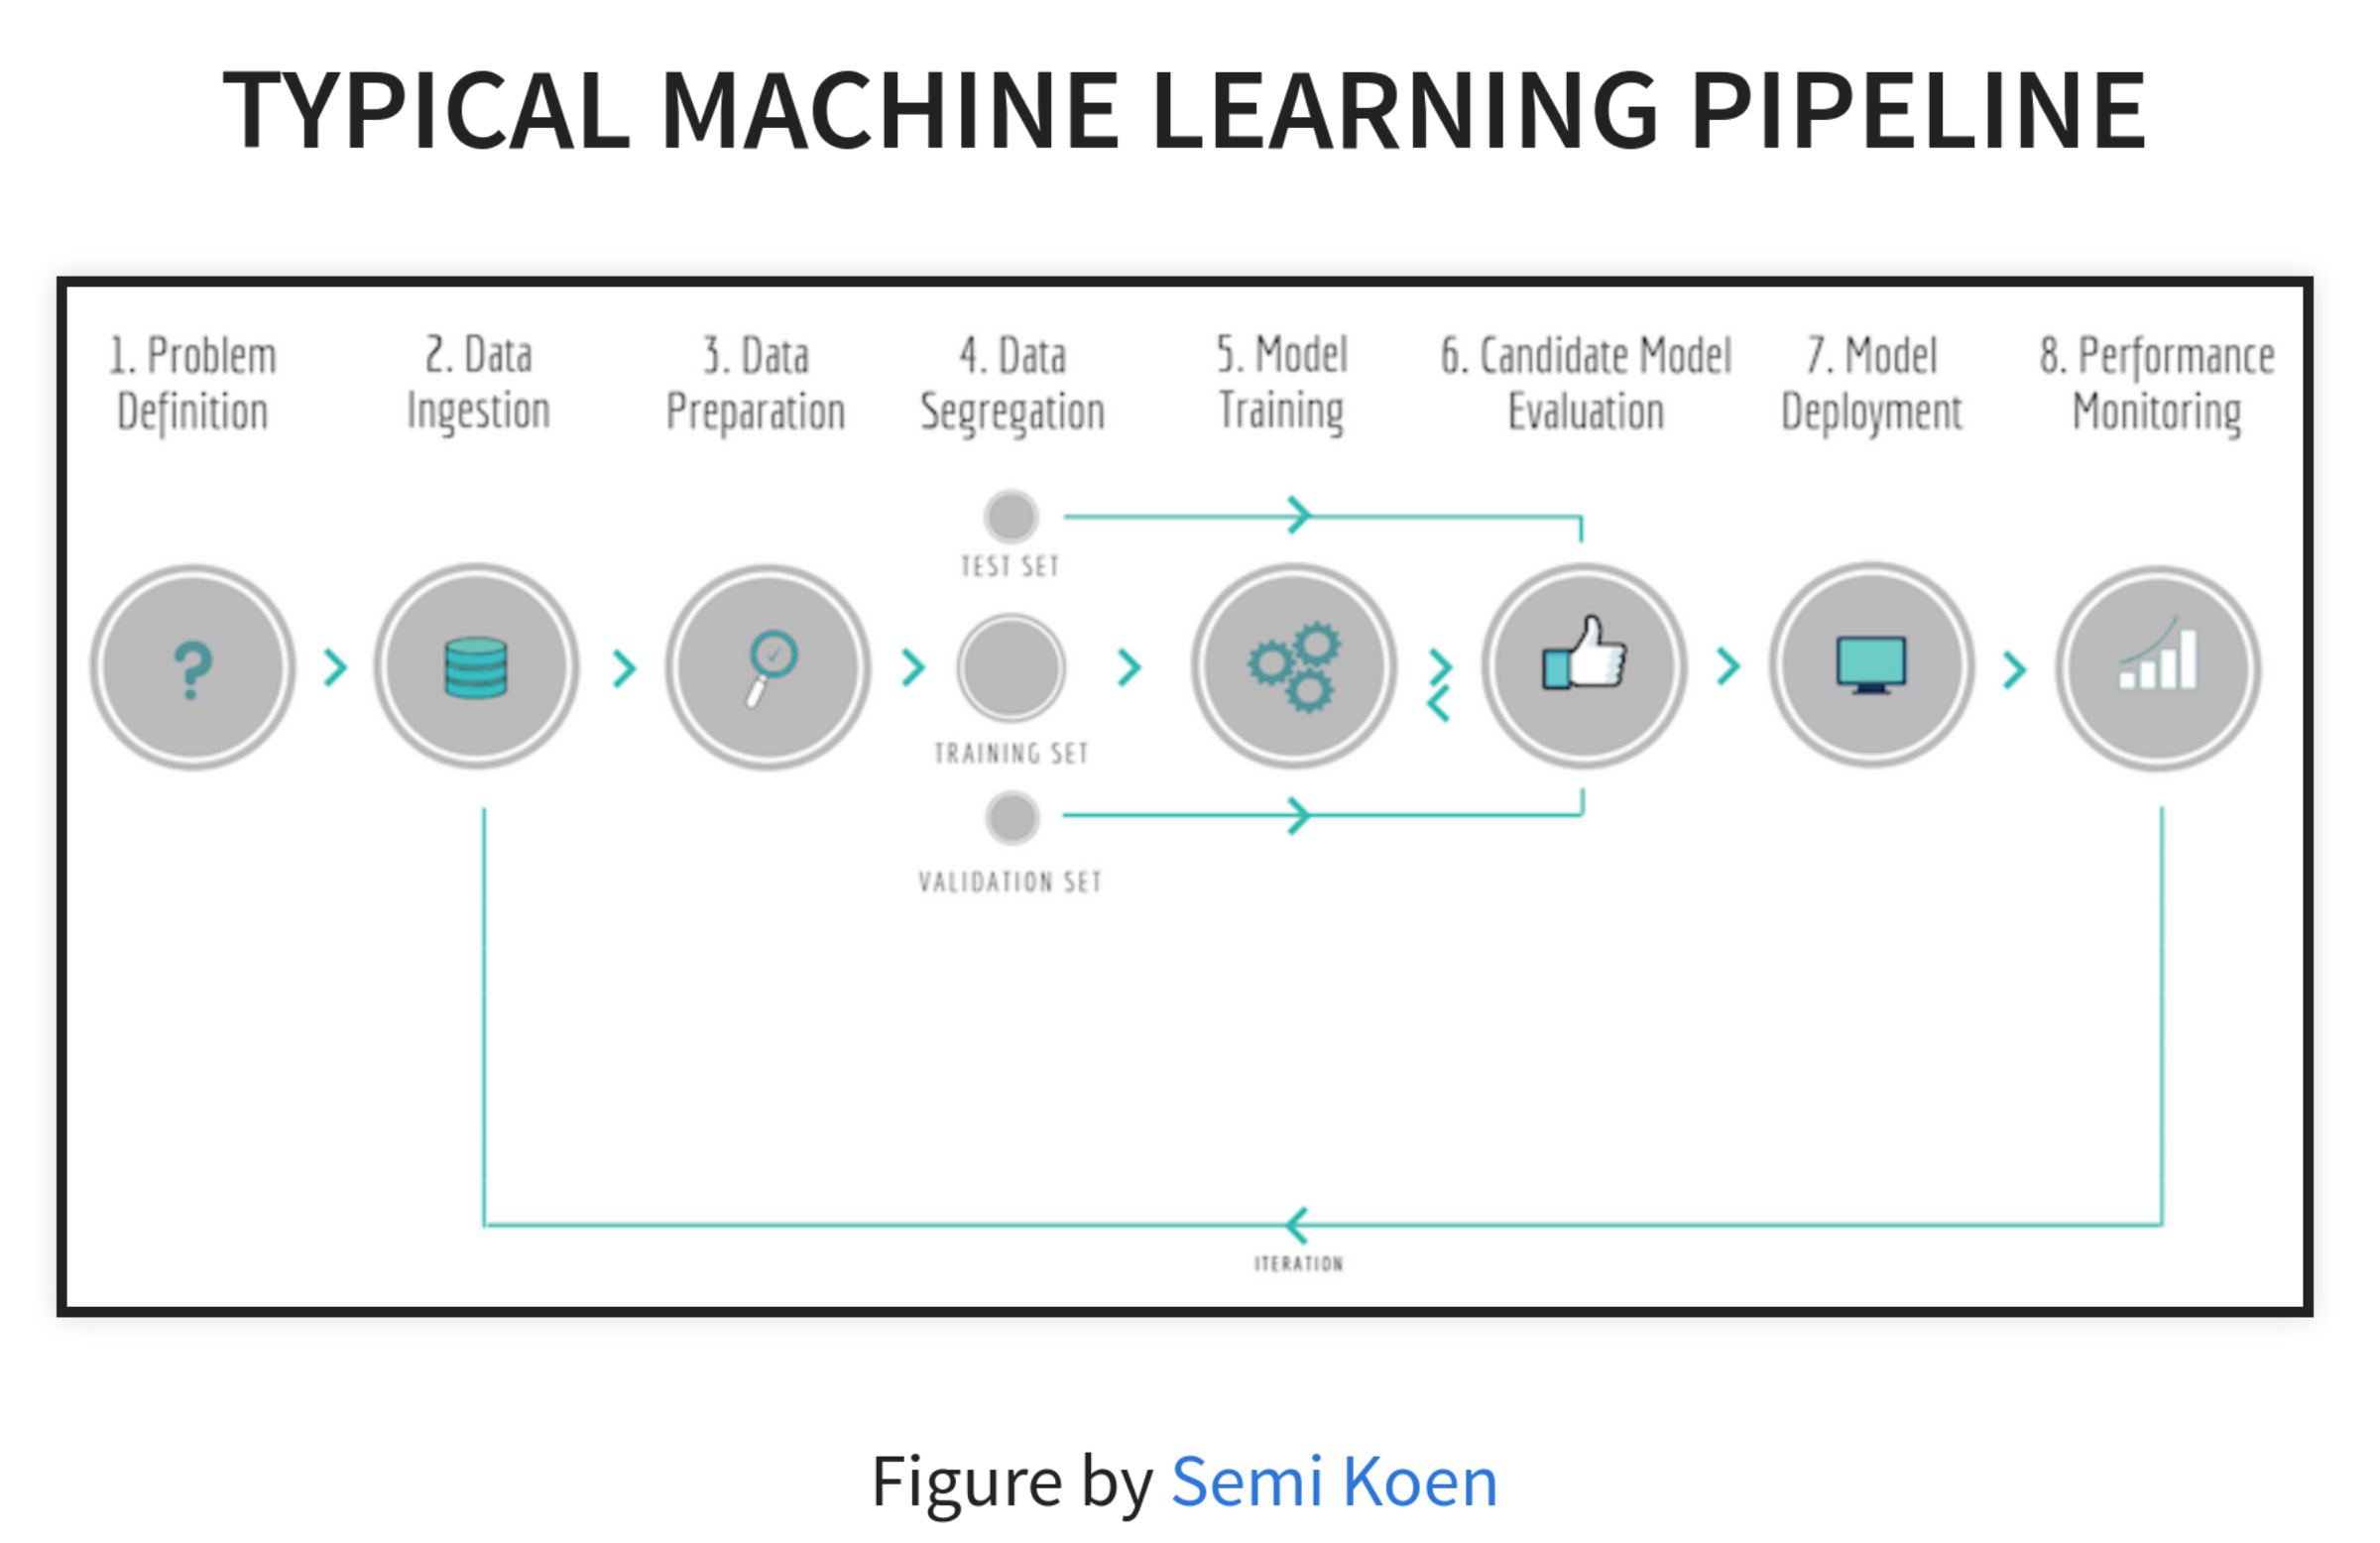 TYPICAL MACHINE LEARNING PIPELINE
1. Problem
Definition
2. Data
Ingestion
3. Data
Preparation
4. Data
Segregation
5. Model
Training
6. Candidate Model
Evaluation
7. Model
Deployment
8. Performance
Monitoring
TEST SET
TRAINING SET
VALIDATION SET
ITERATION
Figure by Semi Koen